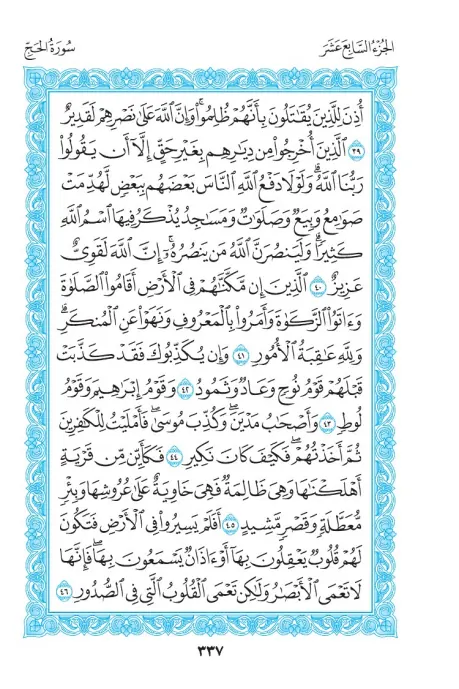 الجزء السابع عشر
سورة الحج
أُذِنَ لِلَّذِينَ يُقَٰتَلُونَ بِأَنَّهُمْ ظُلِمُوا۟ ۚ وَإِنَّ ٱللَّهَ عَلَىٰ نَصْرِهِمْ لَقَدِيرٌ
٣٩ ٱلَّذِينَ أُخْرِجُوا۟ مِن دِيَٰرِهِم بِغَيْرِ حَقٍّ إِلَّآ أَن يَقُولُوا۟
رَبُّنَا ٱللَّهُ ۗ وَلَوْلَا دَفْعُ ٱللَّهِ ٱلنَّاسَ بَعْضَهُم بِبَعْضٍ لَّهُدِّمَتْ
صَوَٰمِعُ وَبِيَعٌ وَصَلَوَٰتٌ وَمَسَٰجِدُ يُذْكَرُ فِيهَا ٱسْمُ ٱللَّهِ
كَثِيرًا ۗ وَلَيَنصُرَنَّ ٱللَّهُ مَن يَنصُرُهُۥٓ ۗ إِنَّ ٱللَّهَ لَقَوِىٌّ
عَزِيزٌ ٤٠ ٱلَّذِينَ إِن مَّكَّنَّٰهُمْ فِى ٱلْأَرْضِ أَقَامُوا۟ ٱلصَّلَوٰةَ
وَءَاتَوُا۟ ٱلزَّكَوٰةَ وَأَمَرُوا۟ بِٱلْمَعْرُوفِ وَنَهَوْا۟ عَنِ ٱلْمُنكَرِ ۗ
وَلِلَّهِ عَٰقِبَةُ ٱلْأُمُورِ ٤١ وَإِن يُكَذِّبُوكَ فَقَدْ كَذَّبَتْ
قَبْلَهُمْ قَوْمُ نُوحٍ وَعَادٌ وَثَمُودُ ٤٢ وَقَوْمُ إِبْرَٰهِيمَ وَقَوْمُ
لُوطٍ ٤٣ وَأَصْحَٰبُ مَدْيَنَ ۖ وَكُذِّبَ مُوسَىٰ فَأَمْلَيْتُ لِلْكَٰفِرِينَ
ثُمَّ أَخَذْتُهُمْ ۖ فَكَيْفَ كَانَ نَكِيرِ ٤٤ فَكَأَيِّن مِّن قَرْيَةٍ
أَهْلَكْنَٰهَا وَهِىَ ظَالِمَةٌ فَهِىَ خَاوِيَةٌ عَلَىٰ عُرُوشِهَا وَبِئْرٍ
مُّعَطَّلَةٍ وَقَصْرٍ مَّشِيدٍ ٤٥ أَفَلَمْ يَسِيرُوا۟ فِى ٱلْأَرْضِ فَتَكُونَ
لَهُمْ قُلُوبٌ يَعْقِلُونَ بِهَآ أَوْ ءَاذَانٌ يَسْمَعُونَ بِهَا ۖ فَإِنَّهَا
لَا تَعْمَى ٱلْأَبْصَٰرُ وَلَٰكِن تَعْمَى ٱلْقُلُوبُ ٱلَّتِى فِى ٱلصُّدُورِ ٤٦
٣٣٧